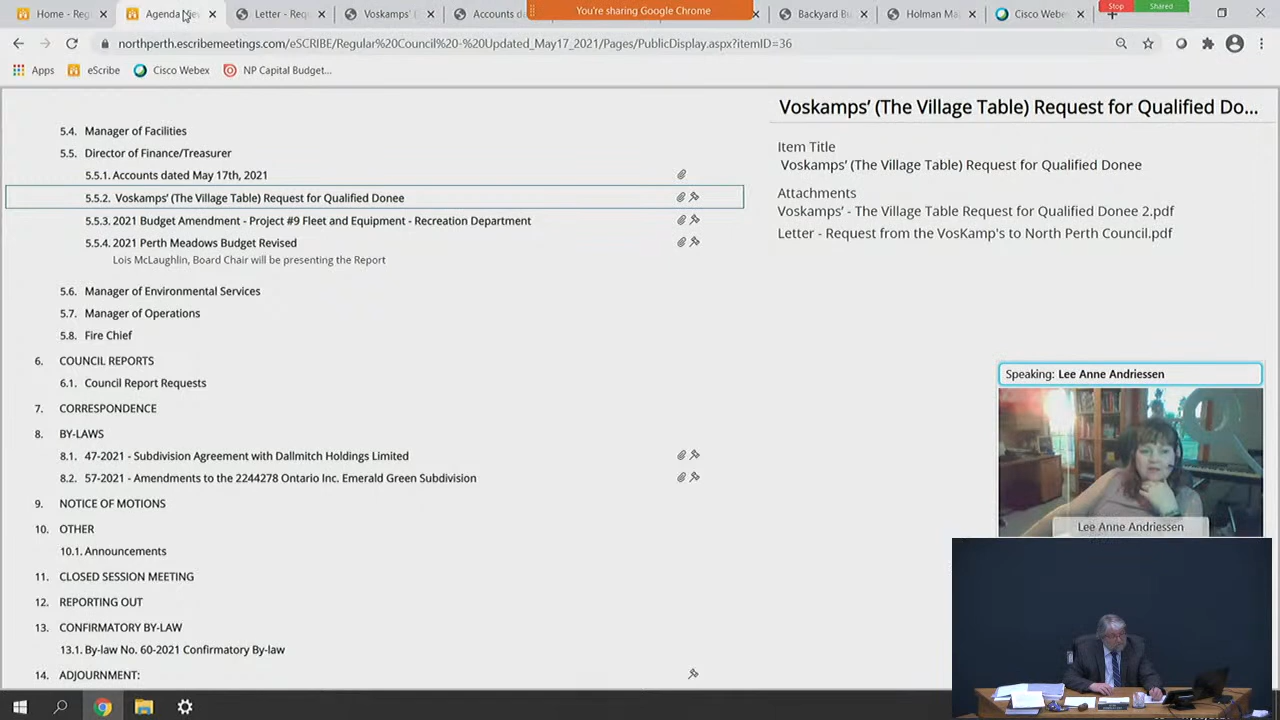 Home - Reg
Agenda
Letter - Req
Voskamps' (
Accounts d
You're sharing Google Chrome
Backyard Bu
Holman Ma
Cisco Webe
Stop
Shared
northperth.escribemeetings.com/eSCRIBE/Regular%20Council%20-%20Updated_May17_2021/Pages/PublicDisplay.aspx?itemID=36
Apps
eScribe
Cisco Webex
NP Capital Budget...
5.4. Manager of Facilities
5.5. Director of Finance/Treasurer
5.5.1. Accounts dated May 17th, 2021
5.5.2. Voskamps' (The Village Table) Request for Qualified Donee
5.5.3. 2021 Budget Amendment - Project #9 Fleet and Equipment - Recreation Department
5.5.4. 2021 Perth Meadows Budget Revised
Lois McLaughlin, Board Chair will be presenting the Report
5.6. Manager of Environmental Services
5.7. Manager of Operations
5.8. Fire Chief
6. COUNCIL REPORTS
6.1. Council Report Requests
7. CORRESPONDENCE
8. BY-LAWS
8.1. 47-2021 - Subdivision Agreement with Dallmitch Holdings Limited
8.2. 57-2021 - Amendments to the 2244278 Ontario Inc. Emerald Green Subdivision
9. NOTICE OF MOTIONS
10. OTHER
10.1. Announcements
11. CLOSED SESSION MEETING
12. REPORTING OUT
13. CONFIRMATORY BY-LAW
13.1. By-law No. 60-2021 Confirmatory By-law
14. ADJOURNMENT:
Voskamps' (The Village Table) Request for Qualified Do...
Item Title
Voskamps' (The Village Table) Request for Qualified Donee
Attachments
Voskamps' - The Village Table Request for Qualified Donee 2.pdf
Letter - Request from the VosKamp's to North Perth Council.pdf
Speaking: Lee Anne Andriessen
Lee Anne Andriessen